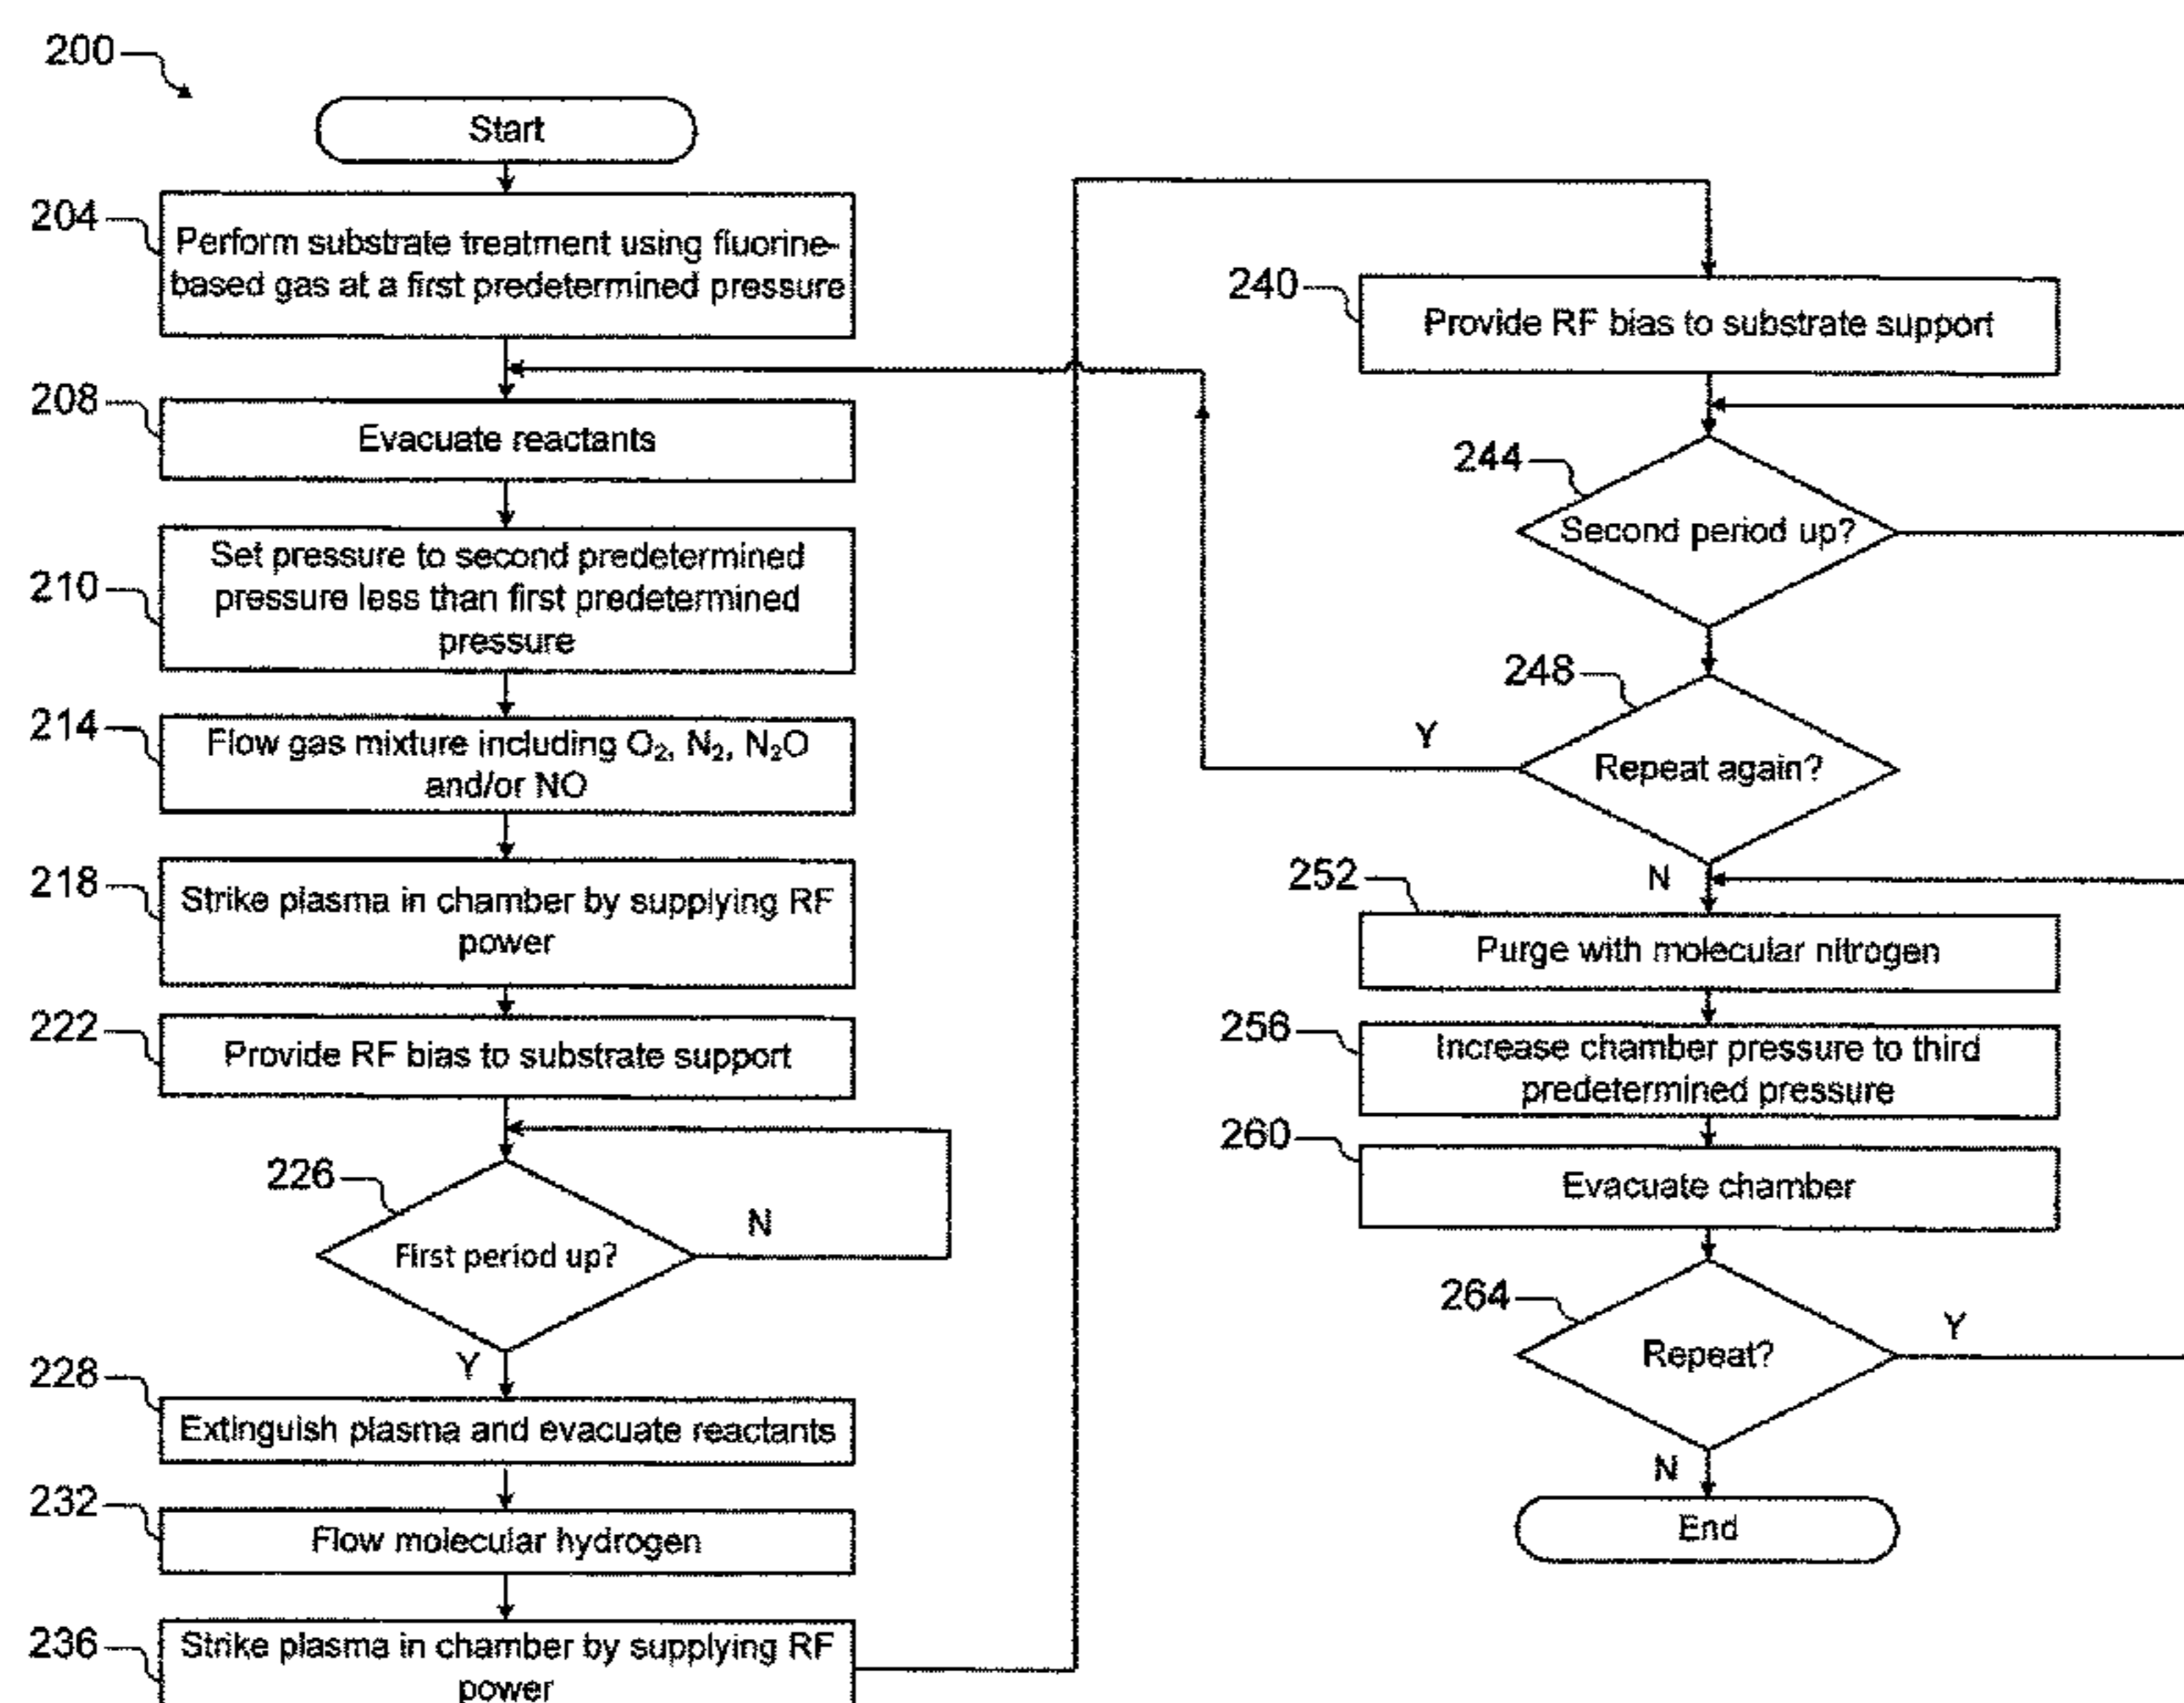 200
Start
204
Perform substrate treatment using fluorine-
based gas at a first predetermined pressure
208
Evacuate reactants
210
Set pressure to second predetermined
pressure less than first predetermined
pressure
214
Flow gas mixture including O₂, N₂, N₂O
and/or NO
218
Strike plasma in chamber by supplying RF
power
222
Provide RF bias to substrate support
226
First period up?
N
Y
228
Extinguish plasma and evacuate reactants
232
Flow molecular hydrogen
236
Strike plasma in chamber by supplying RF
power
240
Provide RF bias to substrate support
244
Second period up?
248
Repeat again?
Y
N
252
Purge with molecular nitrogen
256
Increase chamber pressure to third
predetermined pressure
260
Evacuate chamber
264
Repeat?
Y
N
End